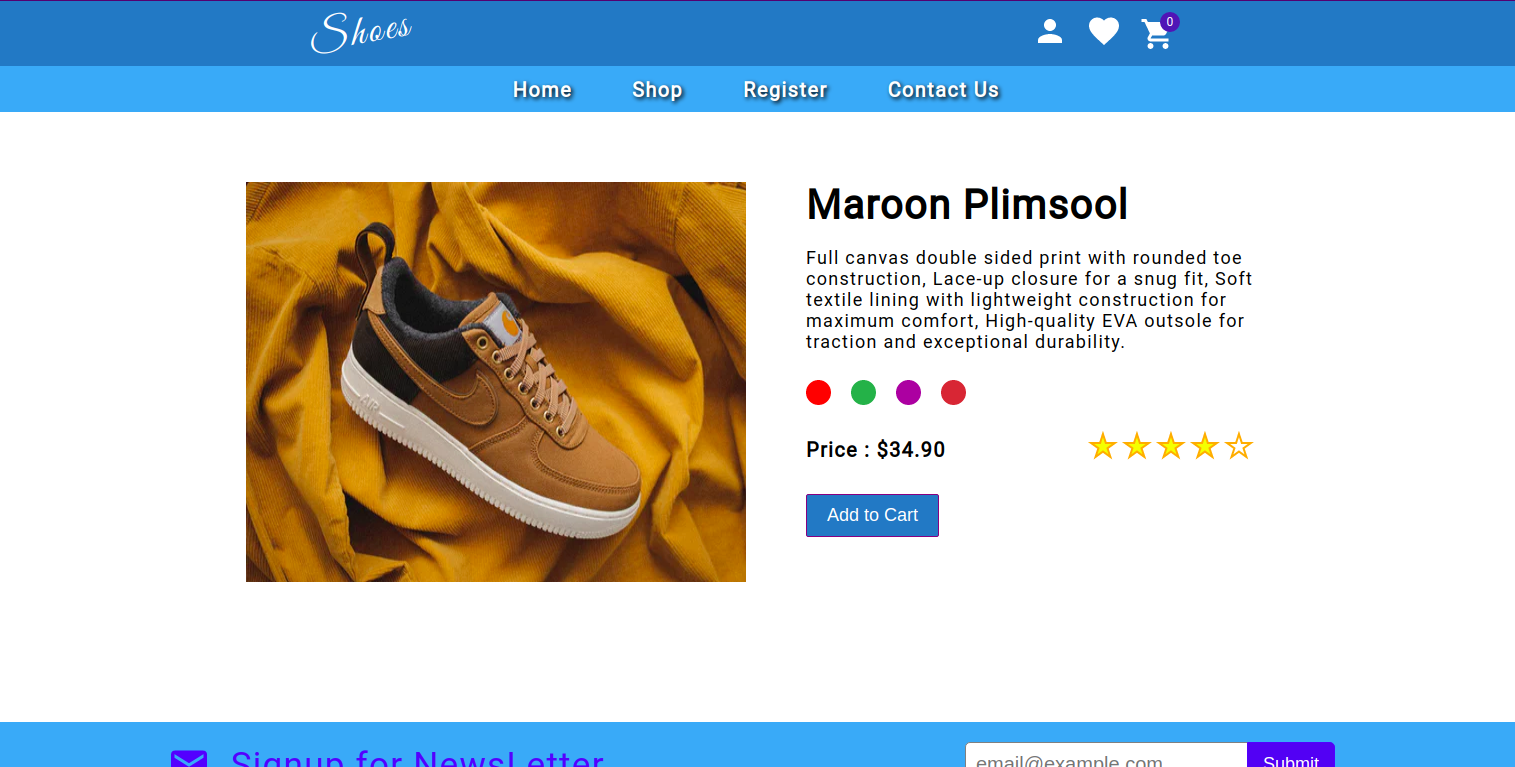 Shoes
0
Home Shop Register Contact Us
Maroon Plimsool
Full canvas double sided print with rounded toe
construction, Lace-up closure for a snug fit, Soft
textile lining with lightweight construction for
maximum comfort, High-quality EVA outsole for
traction and exceptional durability.
AIR
Price : $34.90
Add to Cart
Signup for NewsLetter
email@example.com
Submit